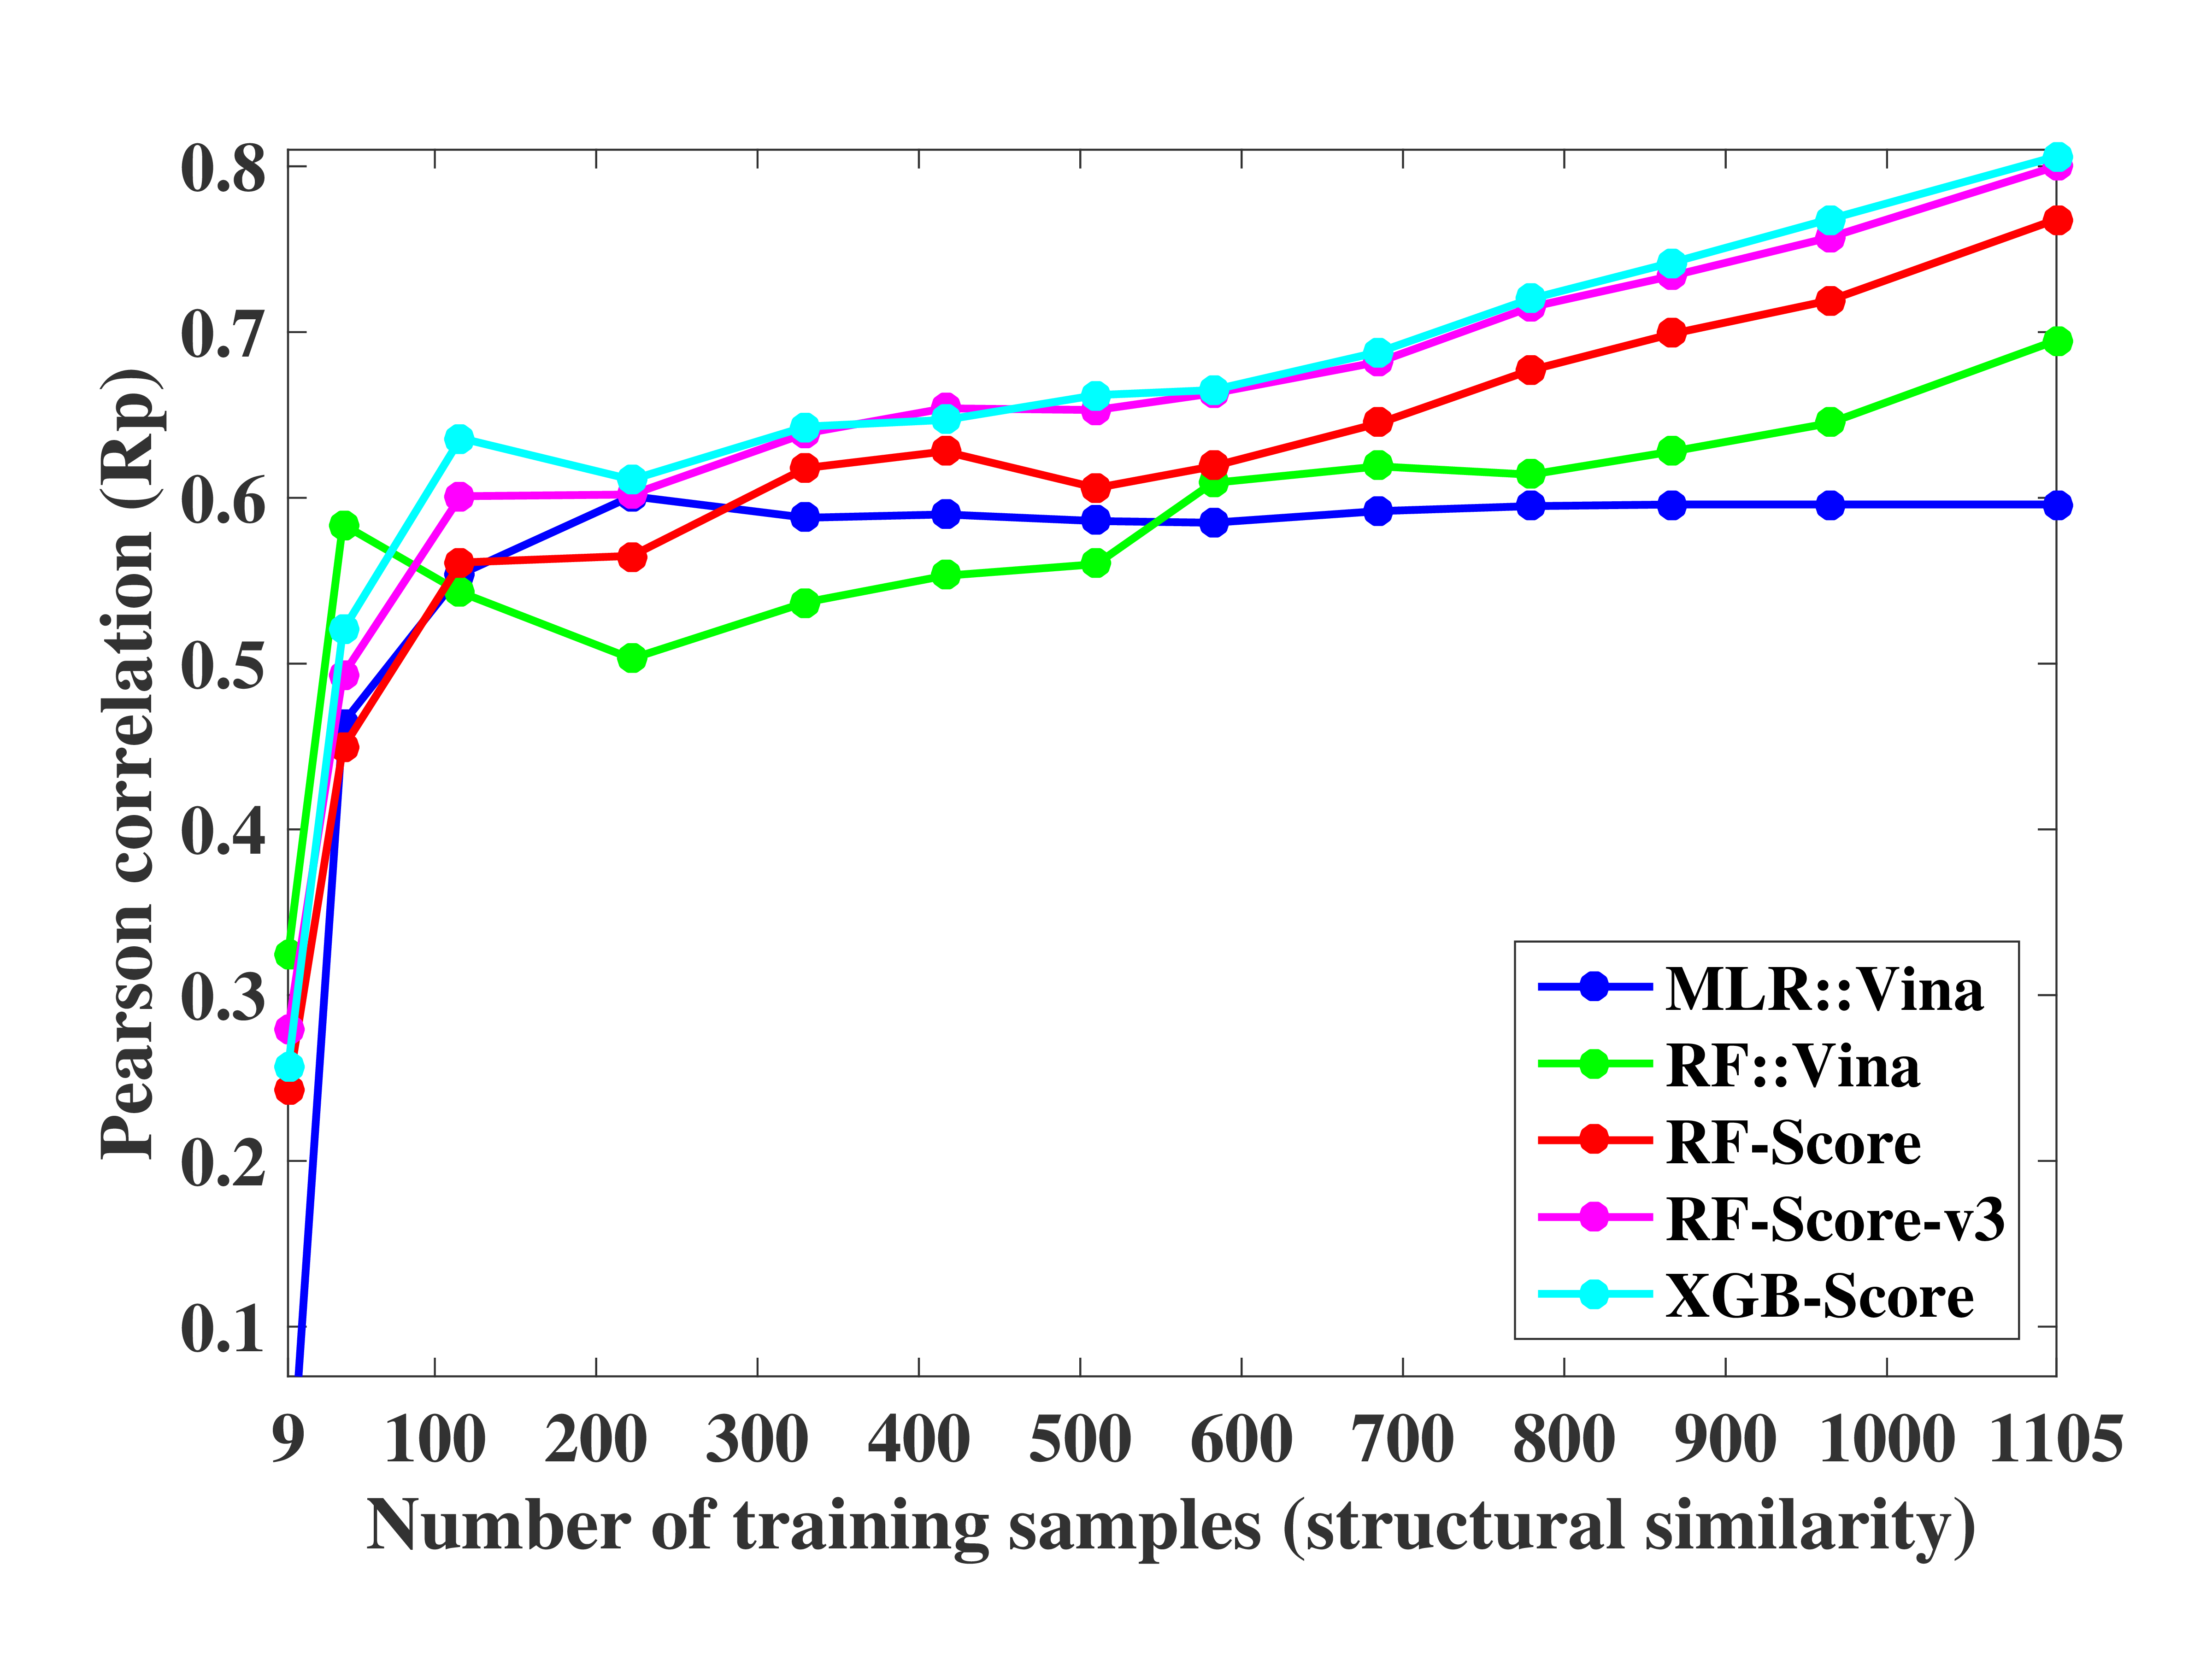 Pearson correlation (Rp)
0.8
0.7
0.6
0.5
0.4
0.3
0.2
0.1
MLR::Vina
RF::Vina
RF-Score
RF-Score-v3
XGB-Score
9 100 200 300 400 500 600 700 800 900 1000 1105
Number of training samples (structural similarity)